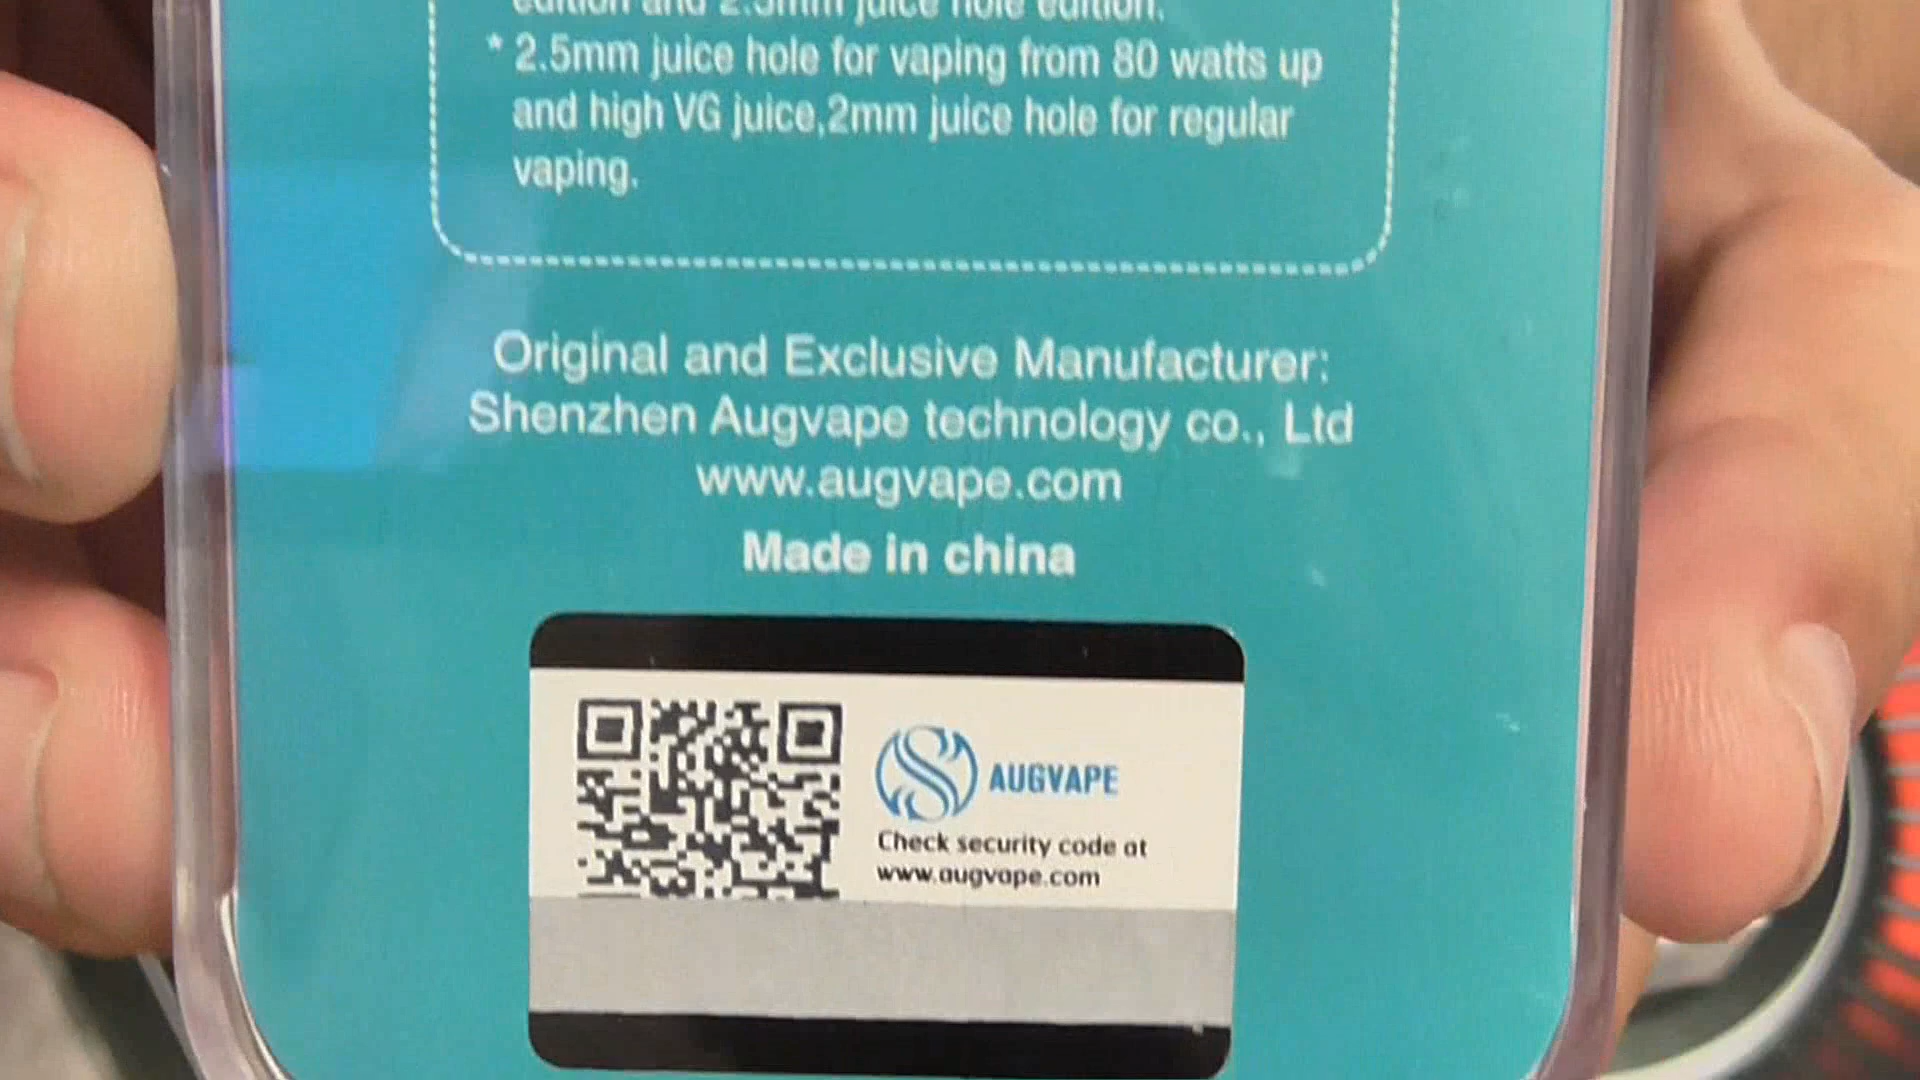 edition and 2.5mm juice hole edition.
* 2.5mm juice hole for vaping from 80 watts up
and high VG juice,2mm juice hole for regular
vaping.
Original and Exclusive Manufacturer:
Shenzhen Augvape technology co., Ltd
www.augvape.com
Made in china
AUGVAPE
Check security code at
www.augvape.com